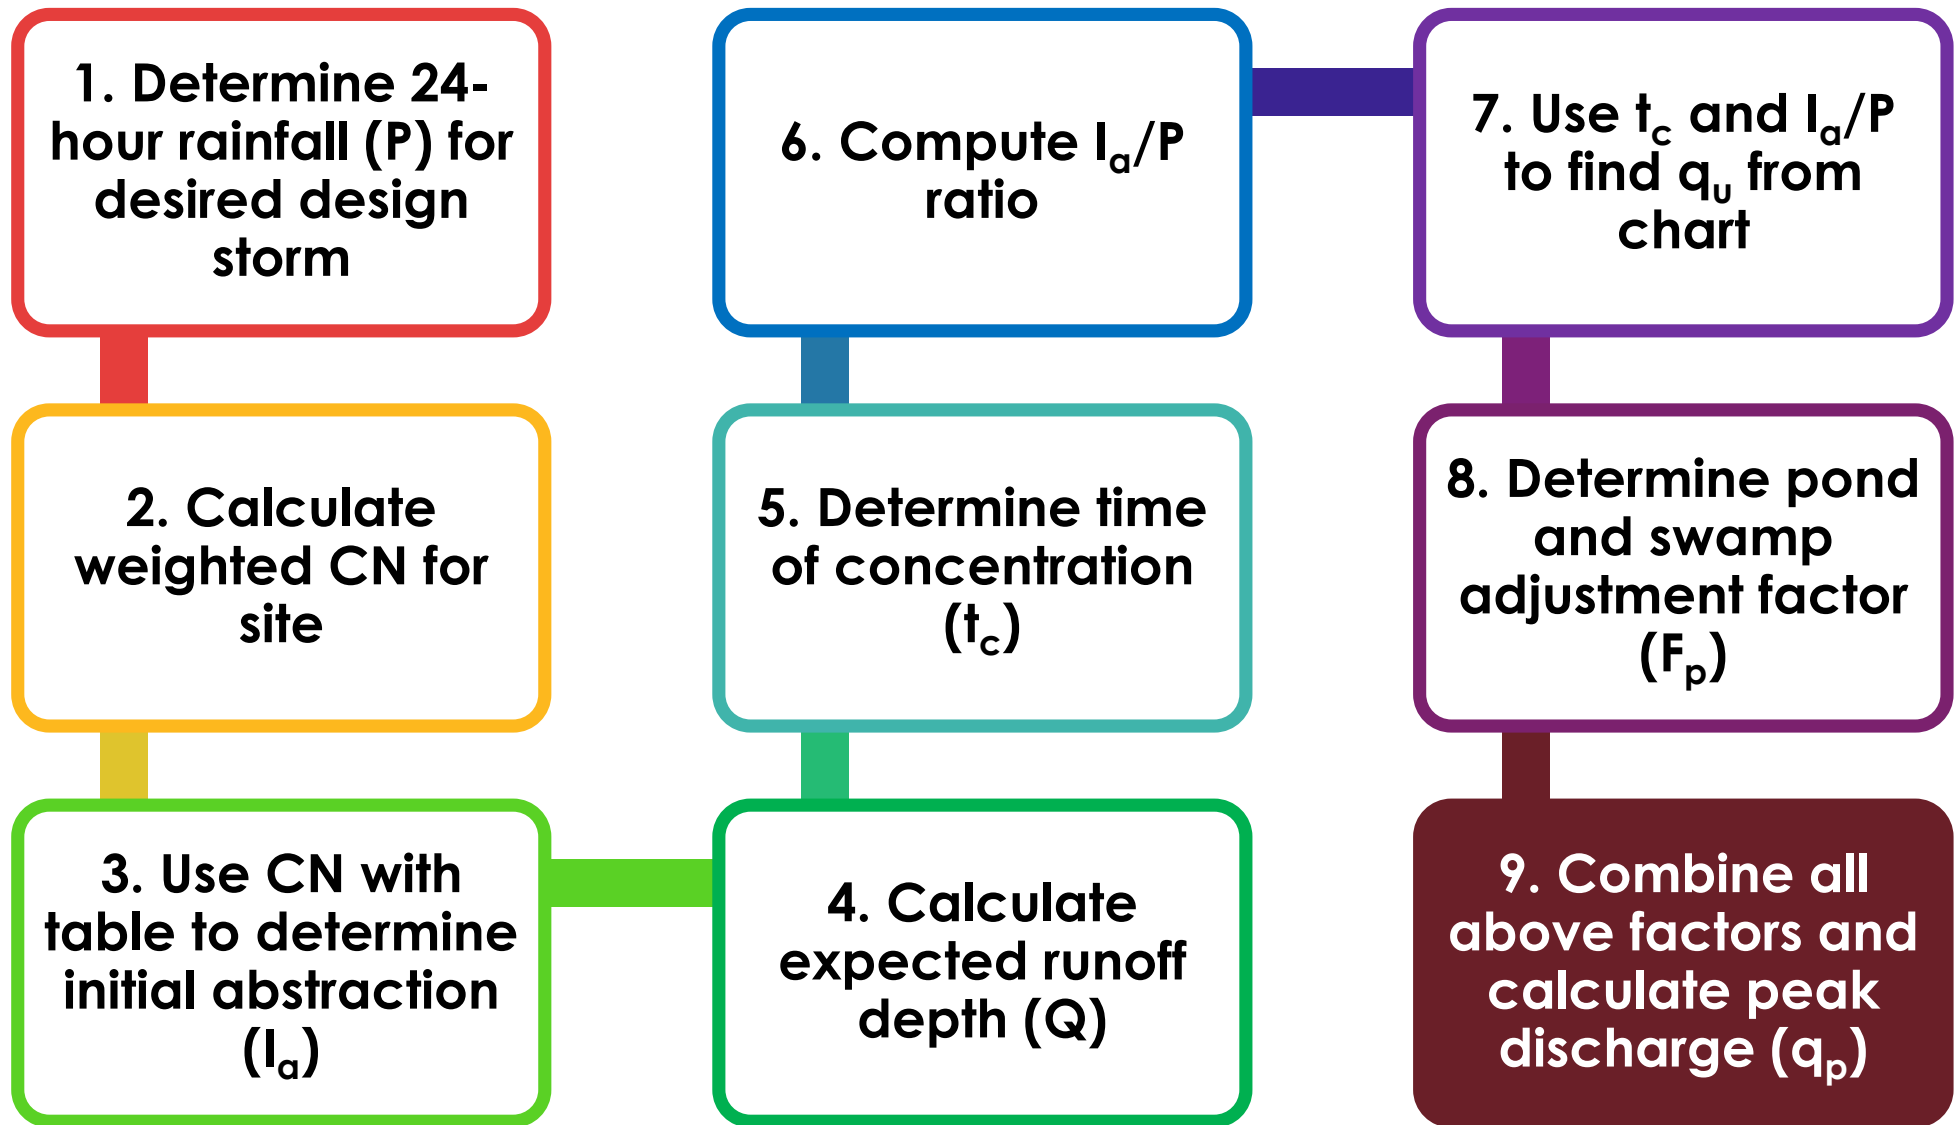 1. Determine 24-
hour rainfall (P) for
desired design
storm
2. Calculate
weighted CN for
site
3. Use CN with
table to determine
initial abstraction
(Iₐ)
4. Calculate
expected runoff
depth (Q)
5. Determine time
of concentration
(t_c)
6. Compute Iₐ/P
ratio
7. Use t_c and Iₐ/P
to find qᵤ from
chart
8. Determine pond
and swamp
adjustment factor
(Fₚ)
9. Combine all
above factors and
calculate peak
discharge (qₚ)